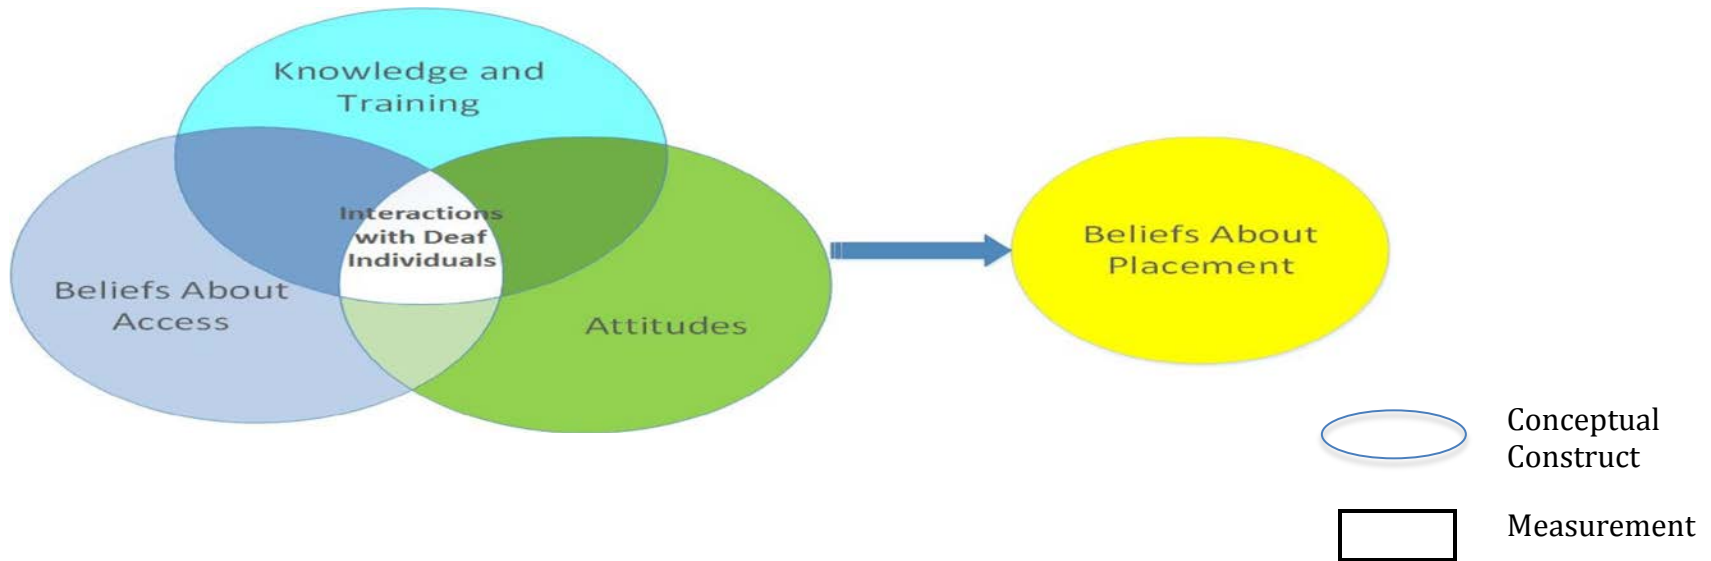 Knowledge and
Training
Interactions
with Deaf
Individuals
Beliefs About
Access
Attitudes
Beliefs About
Placement
Conceptual
Construct
Measurement